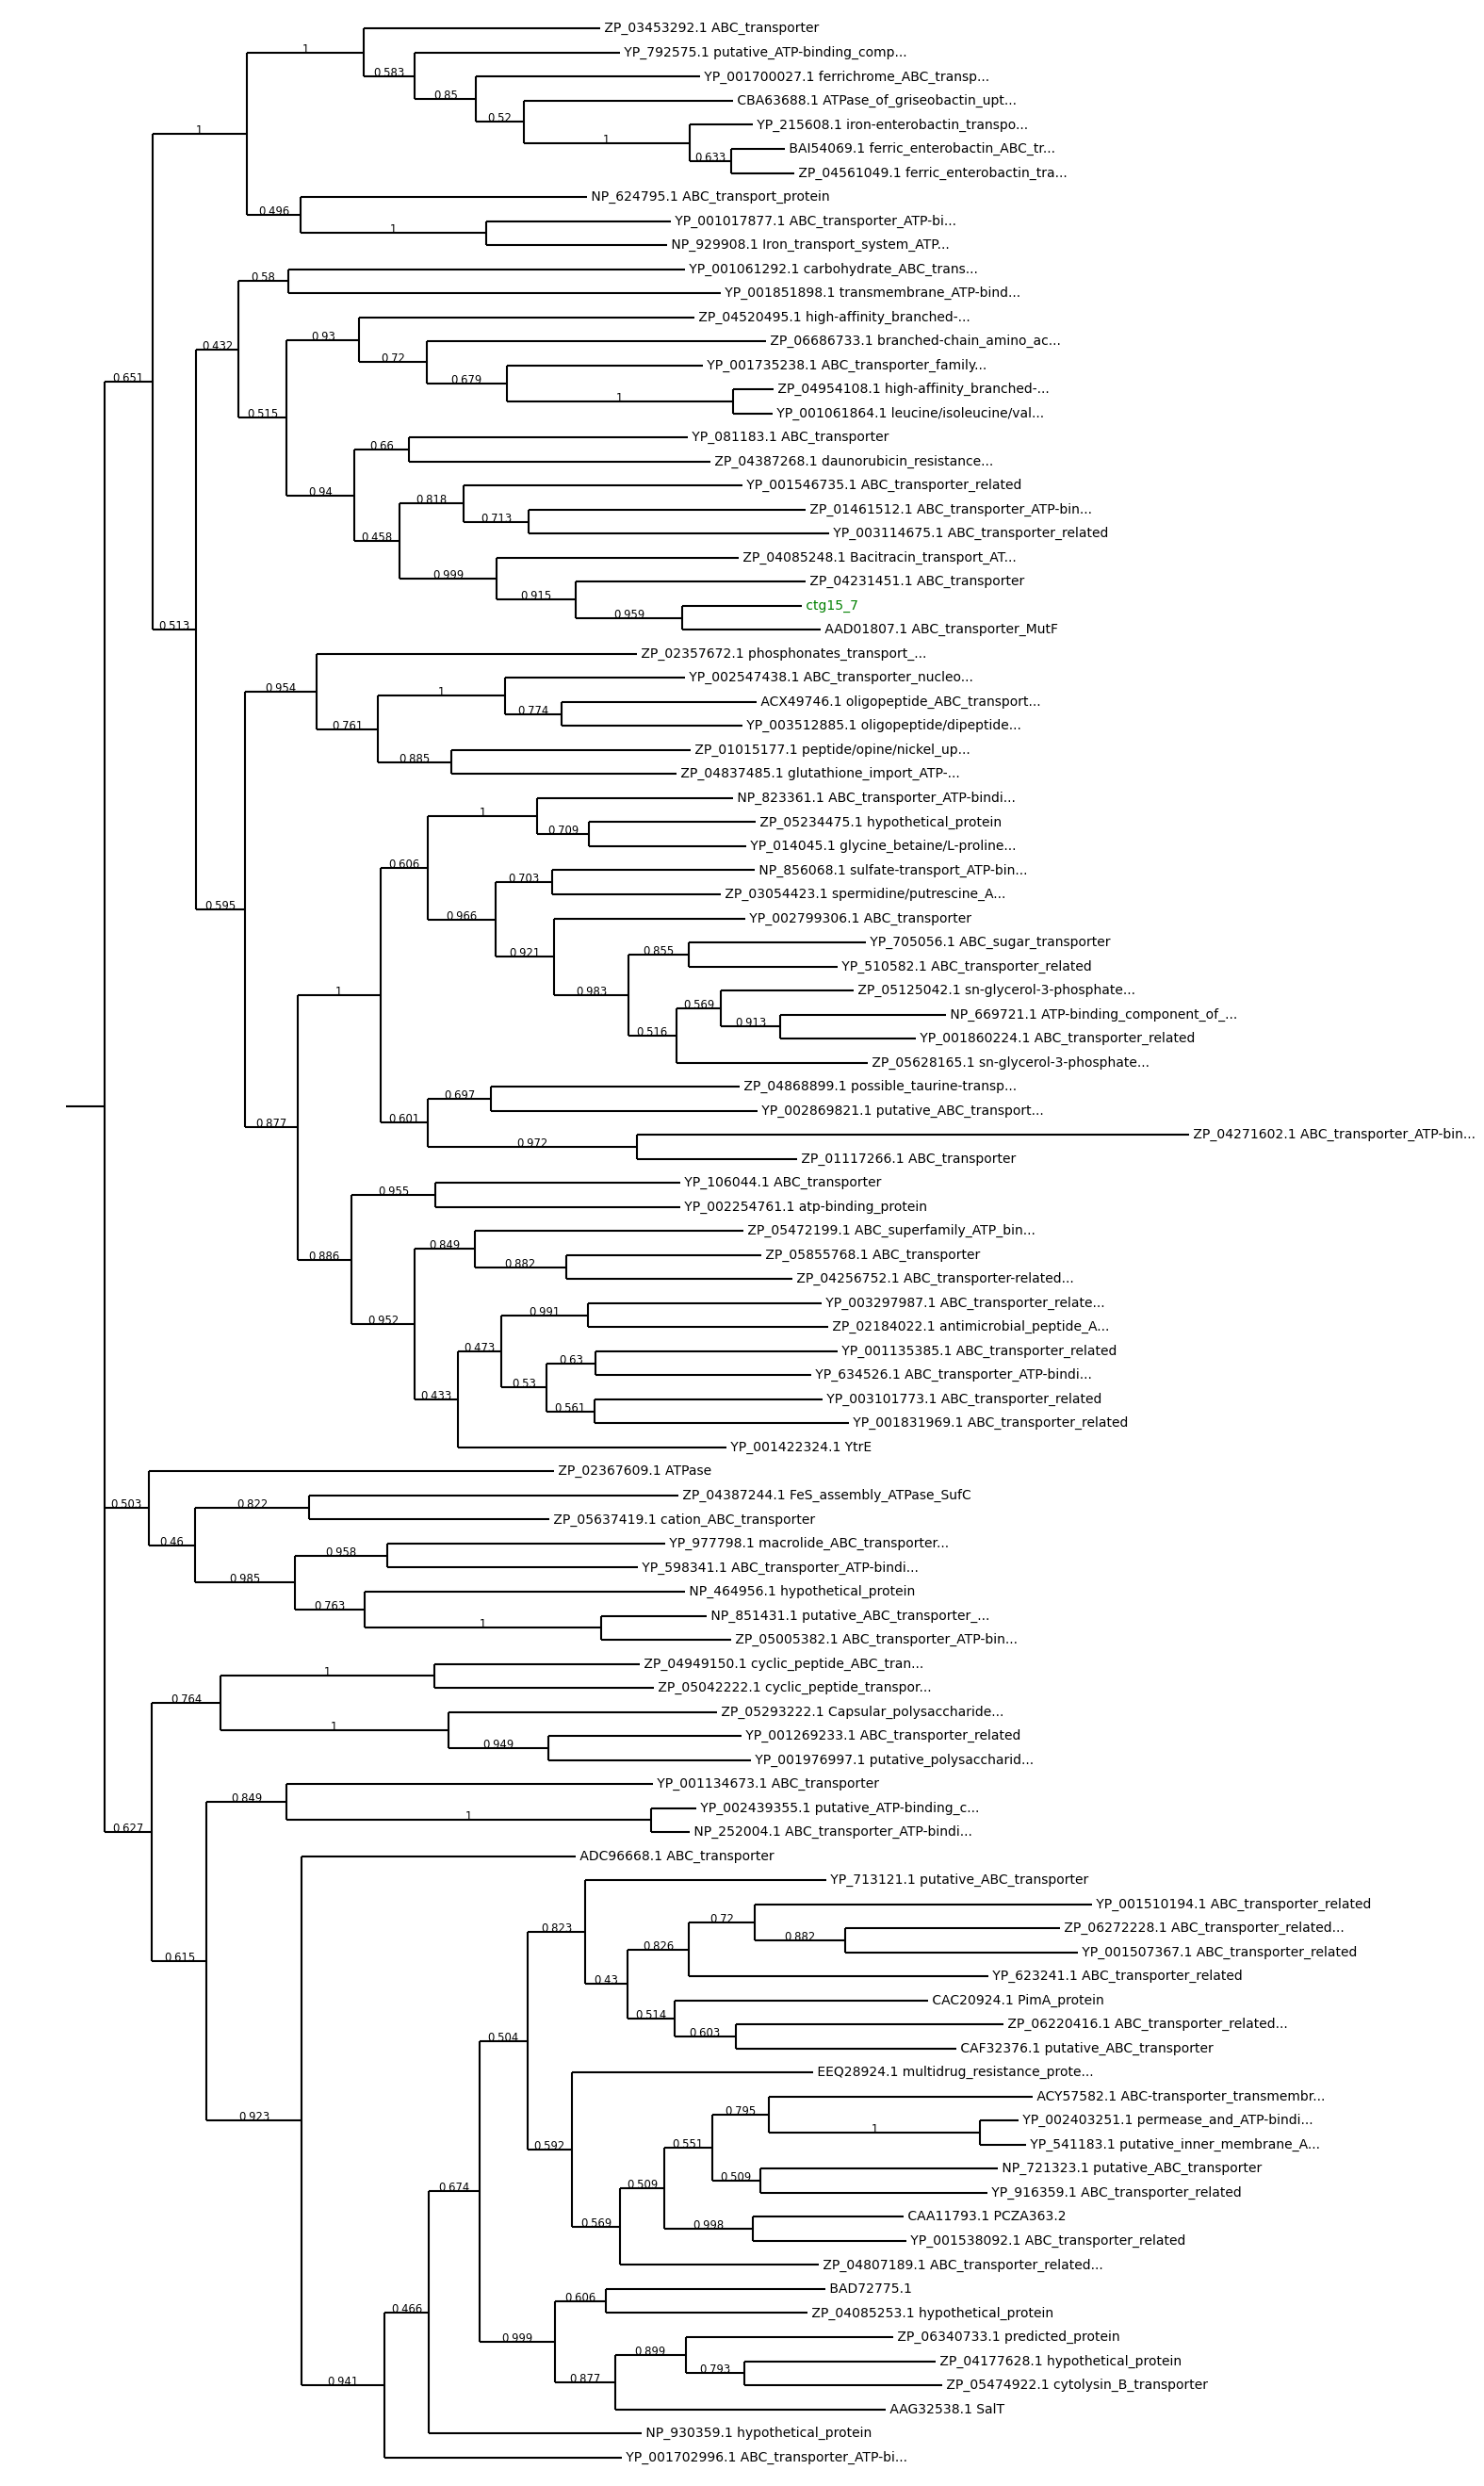 ZP_03453292.1 ABC_transporter
1
YP_792575.1 putative_ATP-binding_comp...
0.583
YP_001700027.1 ferrichrome_ABC_transp...
0.85
CBA63688.1 ATPase_of_griseobactin_upt...
0.52
YP_215608.1 iron-enterobactin_transpo...
1
1
BAI54069.1 ferric_enterobactin_ABC_tr...
0.633
ZP_04561049.1 ferric_enterobactin_tra...
NP_624795.1 ABC_transport_protein
0.496
YP_001017877.1 ABC_transporter_ATP-bi...
1
NP_929908.1 Iron_transport_system_ATP...
YP_001061292.1 carbohydrate_ABC_trans...
0.58
YP_001851898.1 transmembrane_ATP-bind...
ZP_04520495.1 high-affinity_branched-...
0.93
0.432
ZP_06686733.1 branched-chain_amino_ac...
0.72
YP_001735238.1 ABC_transporter_family...
0.651
0.679
ZP_04954108.1 high-affinity_branched-...
1
YP_001061864.1 leucine/isoleucine/val...
0.515
YP_081183.1 ABC_transporter
0.66
ZP_04387268.1 daunorubicin_resistance...
YP_001546735.1 ABC_transporter_related
0.94
0.818
ZP_01461512.1 ABC_transporter_ATP-bin...
0.713
YP_003114675.1 ABC_transporter_related
0.458
ZP_04085248.1 Bacitracin_transport_AT...
0.999
ZP_04231451.1 ABC_transporter
0.915
ctg15_7
0.959
0.513
AAD01807.1 ABC_transporter_MutF
ZP_02357672.1 phosphonates_transport_...
YP_002547438.1 ABC_transporter_nucleo...
0.954
1
ACX49746.1 oligopeptide_ABC_transport...
0.774
YP_003512885.1 oligopeptide/dipeptide...
0.761
ZP_01015177.1 peptide/opine/nickel_up...
0.885
ZP_04837485.1 glutathione_import_ATP-...
NP_823361.1 ABC_transporter_ATP-bindi...
1
ZP_05234475.1 hypothetical_protein
0.709
YP_014045.1 glycine_betaine/L-proline...
0.606
NP_856068.1 sulfate-transport_ATP-bin...
0.703
ZP_03054423.1 spermidine/putrescine_A...
0.595
0.966
YP_002799306.1 ABC_transporter
YP_705056.1 ABC_sugar_transporter
0.921
0.855
YP_510582.1 ABC_transporter_related
1
0.983
ZP_05125042.1 sn-glycerol-3-phosphate...
0.569
NP_669721.1 ATP-binding_component_of_...
0.913
0.516
YP_001860224.1 ABC_transporter_related
ZP_05628165.1 sn-glycerol-3-phosphate...
ZP_04868899.1 possible_taurine-transp...
0.697
YP_002869821.1 putative_ABC_transport...
0.877
0.601
ZP_04271602.1 ABC_transporter_ATP-bin...
0.972
ZP_01117266.1 ABC_transporter
YP_106044.1 ABC_transporter
0.955
YP_002254761.1 atp-binding_protein
ZP_05472199.1 ABC_superfamily_ATP_bin...
0.886
0.849
ZP_05855768.1 ABC_transporter
0.882
ZP_04256752.1 ABC_transporter-related...
YP_003297987.1 ABC_transporter_relate...
0.952
0.991
ZP_02184022.1 antimicrobial_peptide_A...
0.473
YP_001135385.1 ABC_transporter_related
0.63
YP_634526.1 ABC_transporter_ATP-bindi...
0.53
0.433
YP_003101773.1 ABC_transporter_related
0.561
YP_001831969.1 ABC_transporter_related
YP_001422324.1 YtrE
ZP_02367609.1 ATPase
0.503
ZP_04387244.1 FeS_assembly_ATPase_SufC
0.822
ZP_05637419.1 cation_ABC_transporter
0.46
YP_977798.1 macrolide_ABC_transporter...
0.958
YP_598341.1 ABC_transporter_ATP-bindi...
0.985
NP_464956.1 hypothetical_protein
0.763
NP_851431.1 putative_ABC_transporter_...
1
ZP_05005382.1 ABC_transporter_ATP-bin...
ZP_04949150.1 cyclic_peptide_ABC_tran...
1
ZP_05042222.1 cyclic_peptide_transpor...
0.764
ZP_05293222.1 Capsular_polysaccharide...
1
YP_001269233.1 ABC_transporter_related
0.949
YP_001976997.1 putative_polysaccharid...
YP_001134673.1 ABC_transporter
0.849
YP_002439355.1 putative_ATP-binding_c...
1
0.627
NP_252004.1 ABC_transporter_ATP-bindi...
ADC96668.1 ABC_transporter
YP_713121.1 putative_ABC_transporter
YP_001510194.1 ABC_transporter_related
0.72
0.823
ZP_06272228.1 ABC_transporter_related...
0.882
YP_001507367.1 ABC_transporter_related
0.826
0.615
YP_623241.1 ABC_transporter_related
0.43
CAC20924.1 PimA_protein
0.514
ZP_06220416.1 ABC_transporter_related...
0.603
0.504
CAF32376.1 putative_ABC_transporter
EEQ28924.1 multidrug_resistance_prote...
ACY57582.1 ABC-transporter_transmembr...
0.795
0.923
YP_002403251.1 permease_and_ATP-bindi...
1
YP_541183.1 putative_inner_membrane_A...
0.592
0.551
NP_721323.1 putative_ABC_transporter
0.509
0.674
0.509
YP_916359.1 ABC_transporter_related
CAA11793.1 PCZA363.2
0.569
0.998
YP_001538092.1 ABC_transporter_related
ZP_04807189.1 ABC_transporter_related...
BAD72775.1
0.606
0.466
ZP_04085253.1 hypothetical_protein
0.999
ZP_06340733.1 predicted_protein
0.899
ZP_04177628.1 hypothetical_protein
0.793
0.877
0.941
ZP_05474922.1 cytolysin_B_transporter
AAG32538.1 SalT
NP_930359.1 hypothetical_protein
YP_001702996.1 ABC_transporter_ATP-bi...